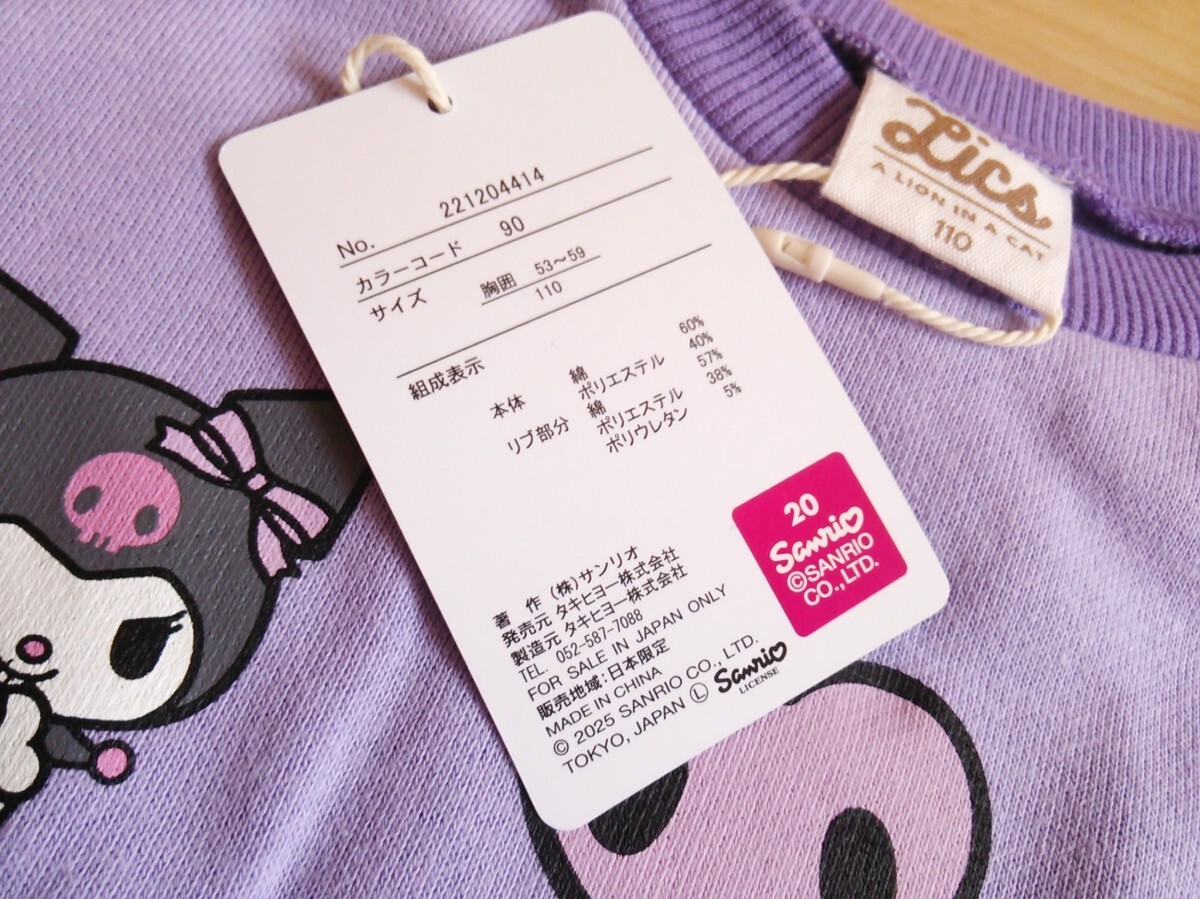 No. 221204414
カラーコード 90
サイズ 胸囲 53～59
110
組成表示
本体 綿 60%
ポリエステル 40%
リブ部分 綿 57%
ポリエステル 38%
ポリウレタン 5%
20
Sanrio
©SANRIO
CO.,LTD.
著 作 (株)サンリオ
発売元 タキヒヨー株式会社
製造元 タキヒヨー株式会社
TEL. 052-587-7088
FOR SALE IN JAPAN ONLY
販売地域:日本限定
MADE IN CHINA
© 2025 SANRIO CO., LTD.
TOKYO, JAPAN Ⓛ Sanrio
LICENSE
Lics
A LION IN A CAT
110